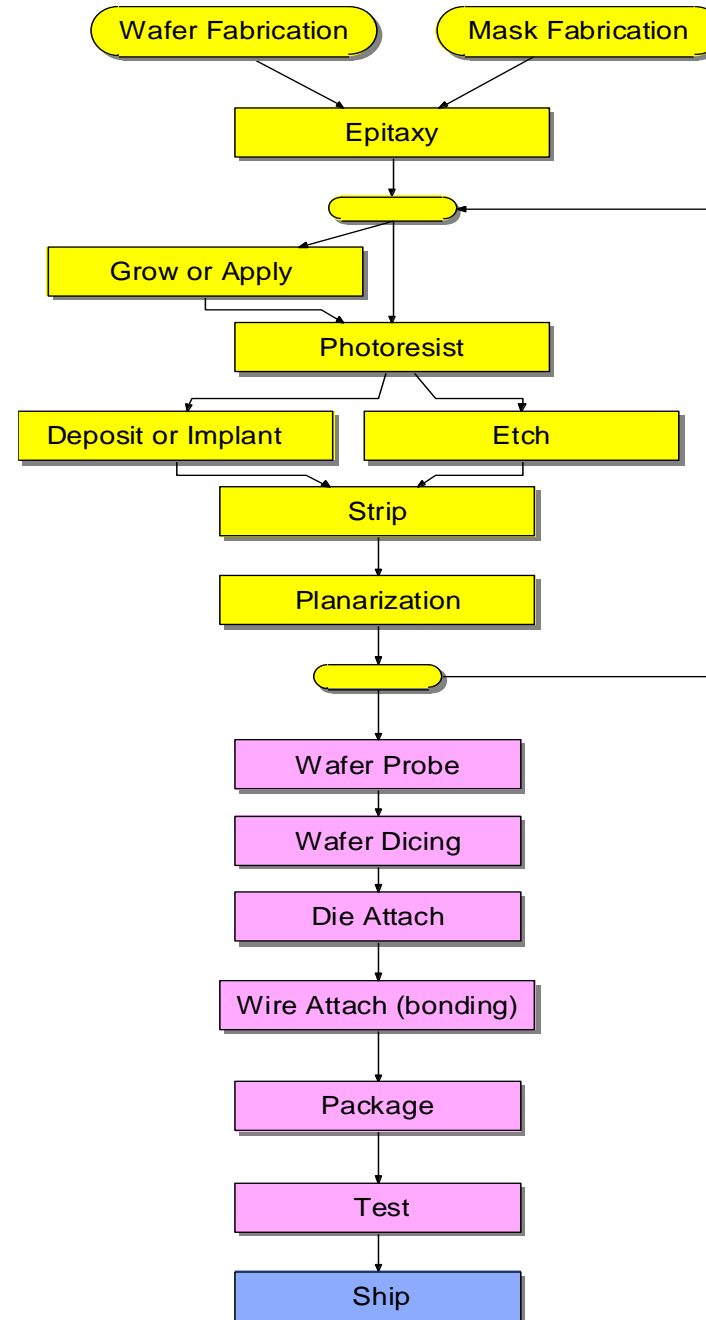 Wafer Fabrication
Mask Fabrication
Epitaxy
Grow or Apply
Photoresist
Deposit or Implant
Etch
Strip
Planarization
Wafer Probe
Wafer Dicing
Die Attach
Wire Attach (bonding)
Package
Test
Ship